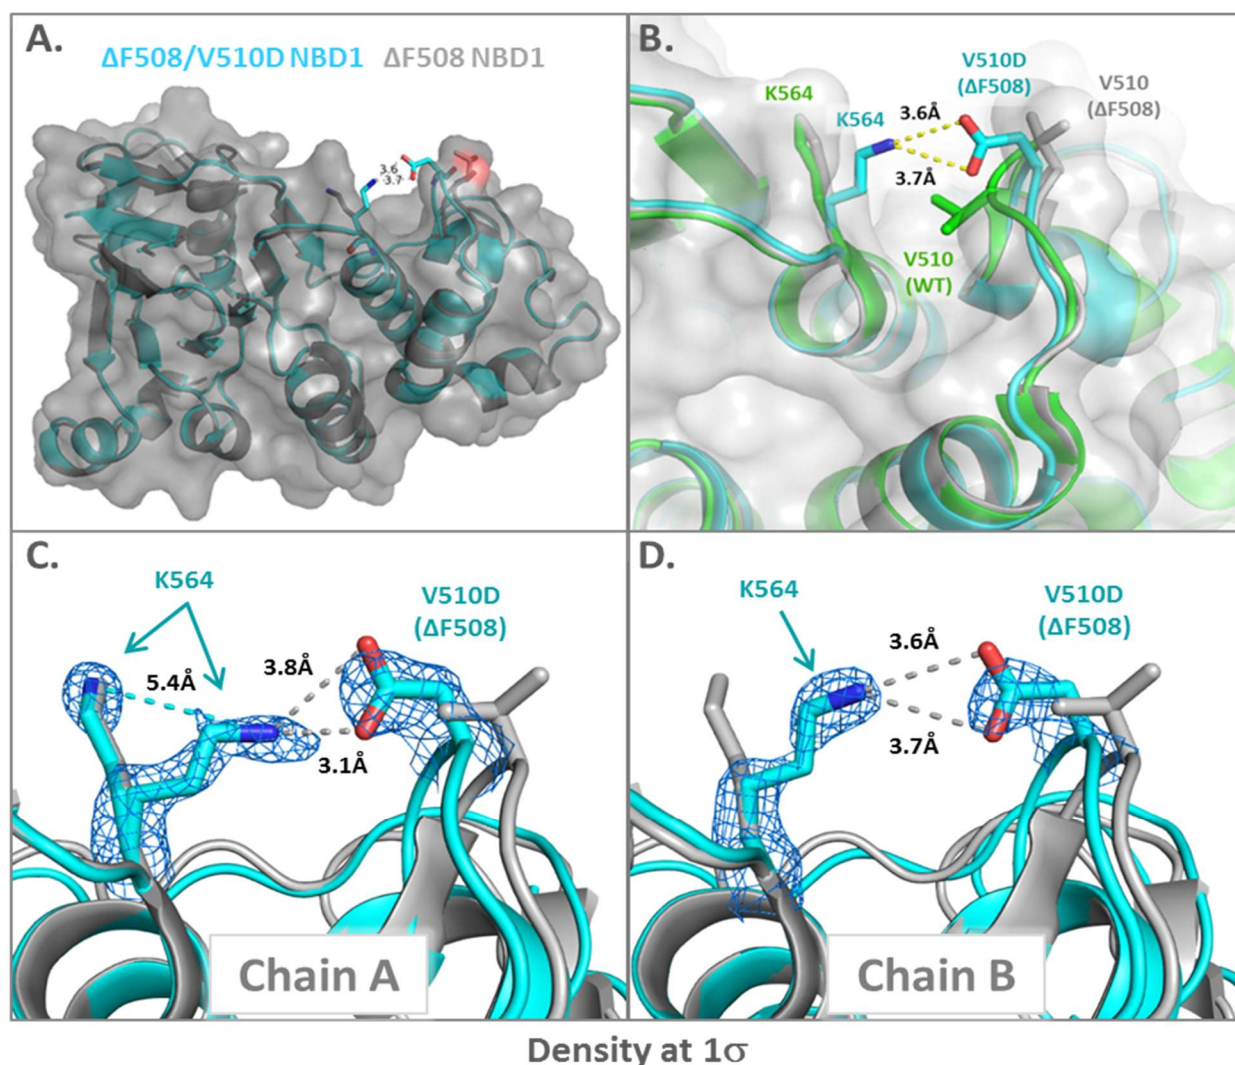 A.
ΔF508/V510D NBD1 ΔF508 NBD1
3.6
3.7
B.
K564
K564
3.6Å
3.7Å
V510D
(ΔF508)
V510
(ΔF508)
V510
(WT)
C.
K564
5.4Å
3.8Å
3.1Å
V510D
(ΔF508)
Chain A
D.
K564
3.6Å
3.7Å
V510D
(ΔF508)
Chain B
Density at 1σ